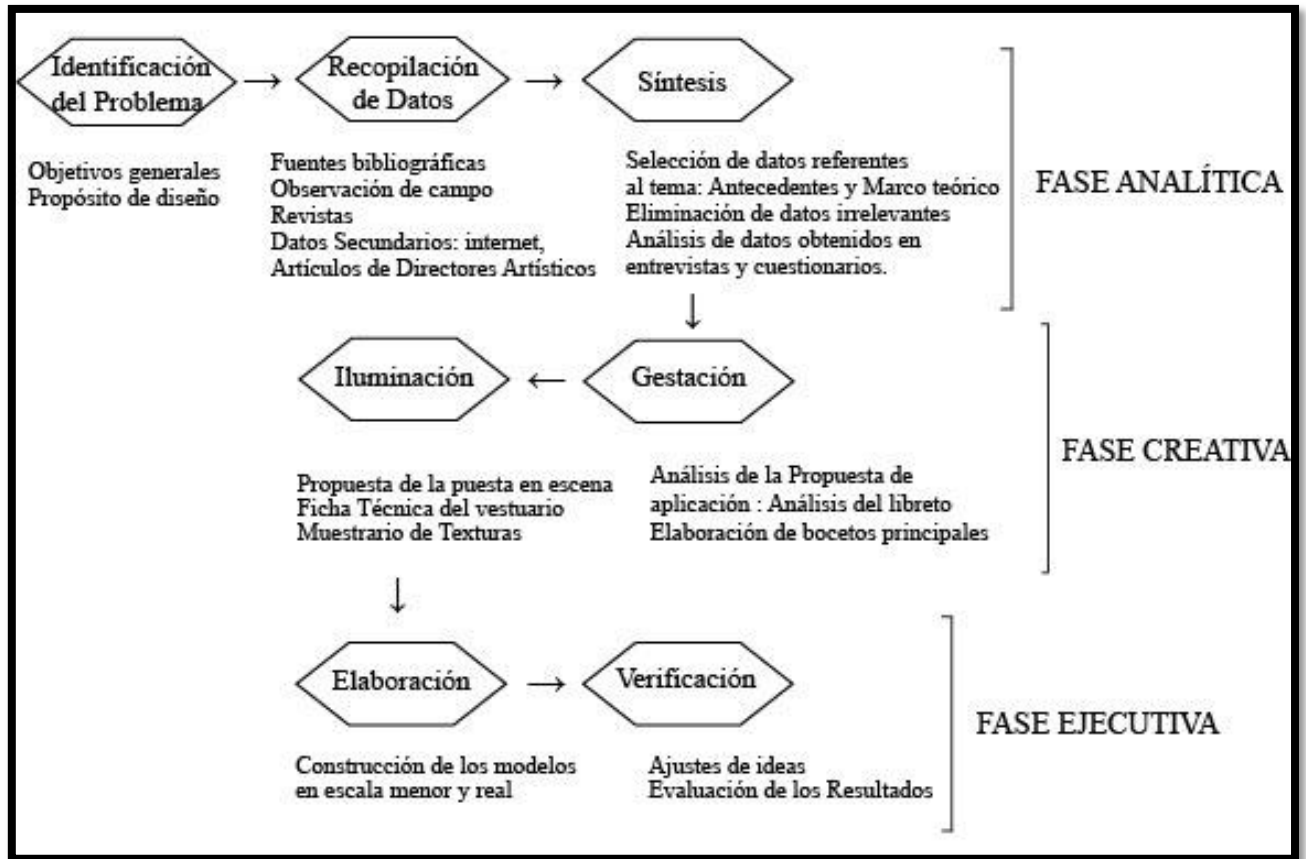 Identificación
del Problema
Recopilación
de Datos
Síntesis
Objetivos generales
Propósito de diseño
Fuentes bibliográficas
Observación de campo
Revistas
Datos Secundarios: internet,
Artículos de Directores Artísticos
Selección de datos referentes
al tema: Antecedentes y Marco teórico
Eliminación de datos irrelevantes
Análisis de datos obtenidos en
entrevistas y cuestionarios.
FASE ANALÍTICA
Iluminación
Gestación
Propuesta de la puesta en escena
Ficha Técnica del vestuario
Muestrario de Texturas
Análisis de la Propuesta de
aplicación : Análisis del libreto
Elaboración de bocetos principales
FASE CREATIVA
Elaboración
Verificación
Construcción de los modelos
en escala menor y real
Ajustes de ideas
Evaluación de los Resultados
FASE EJECUTIVA